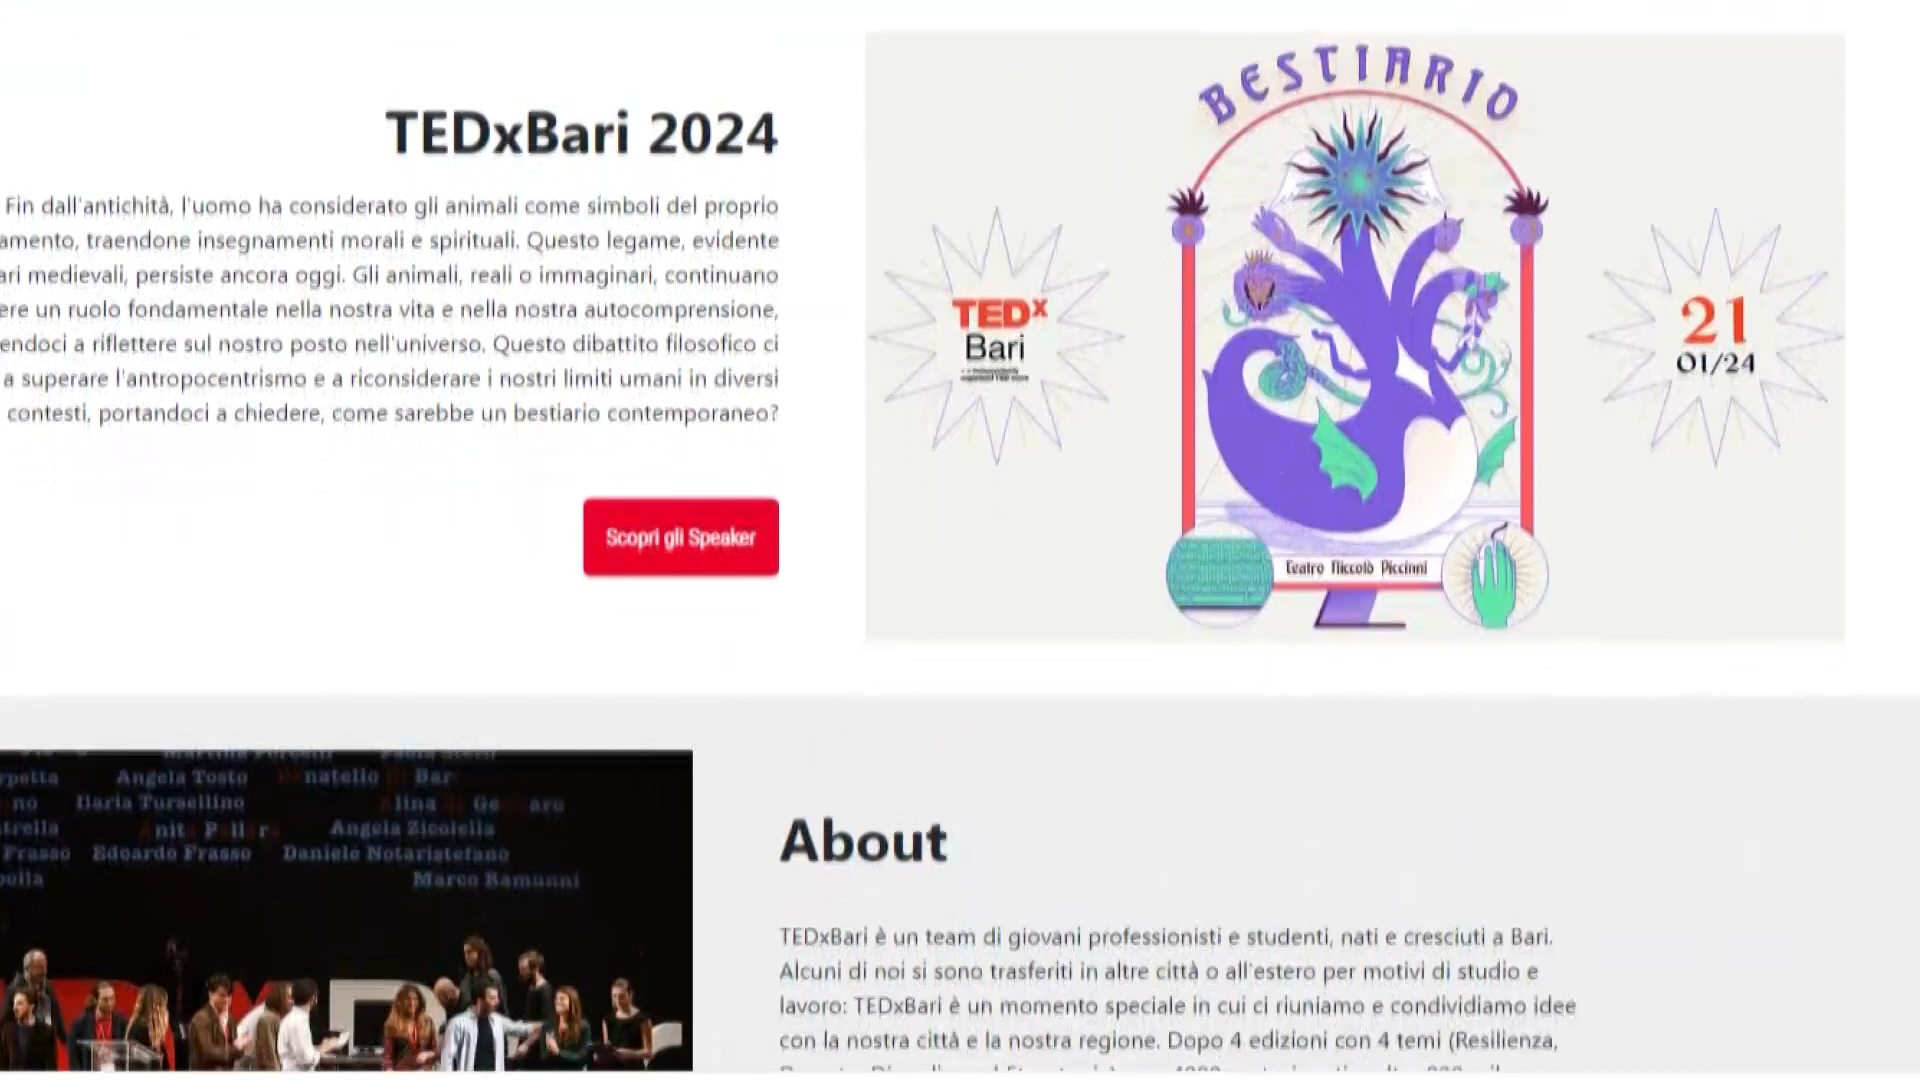 BESTIARIO
TEDxBari 2024
Fin dall'antichità, l'uomo ha considerato gli animali come simboli del proprio
amento, traendone insegnamenti morali e spirituali. Questo legame, evidente
ari medievali, persiste ancora oggi. Gli animali, reali o immaginari, continuano
ere un ruolo fondamentale nella nostra vita e nella nostra autocomprensione,
endoci a riflettere sul nostro posto nell'universo. Questo dibattito filosofico ci
a superare l'antropocentrismo e a riconsiderare i nostri limiti umani in diversi
contesti, portandoci a chiedere, come sarebbe un bestiario contemporaneo?
Scopri gli Speaker
TEDx
Bari
21
01/24
Teatro Niccolò Piccinni
Angela Tosto
Ilaria Tursellino
Angela Zicolella
Frasso Edoardo Frasso Daniele Notaristefano
Marco Ramunni
About
TEDxBari è un team di giovani professionisti e studenti, nati e cresciuti a Bari.
Alcuni di noi si sono trasferiti in altre città o all'estero per motivi di studio e
lavoro: TEDxBari è un momento speciale in cui ci riuniamo e condividiamo idee
con la nostra città e la nostra regione. Dopo 4 edizioni con 4 temi (Resilienza,